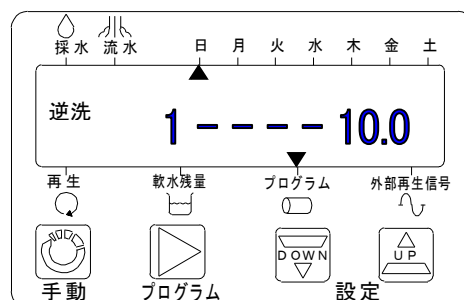 採水 流水 日 月 火 水 木 金 土
逆洗 1 - - - - 10.0
再生 軟水残量 プログラム 外部再生信号
DOWN UP
手動 プログラム 設定